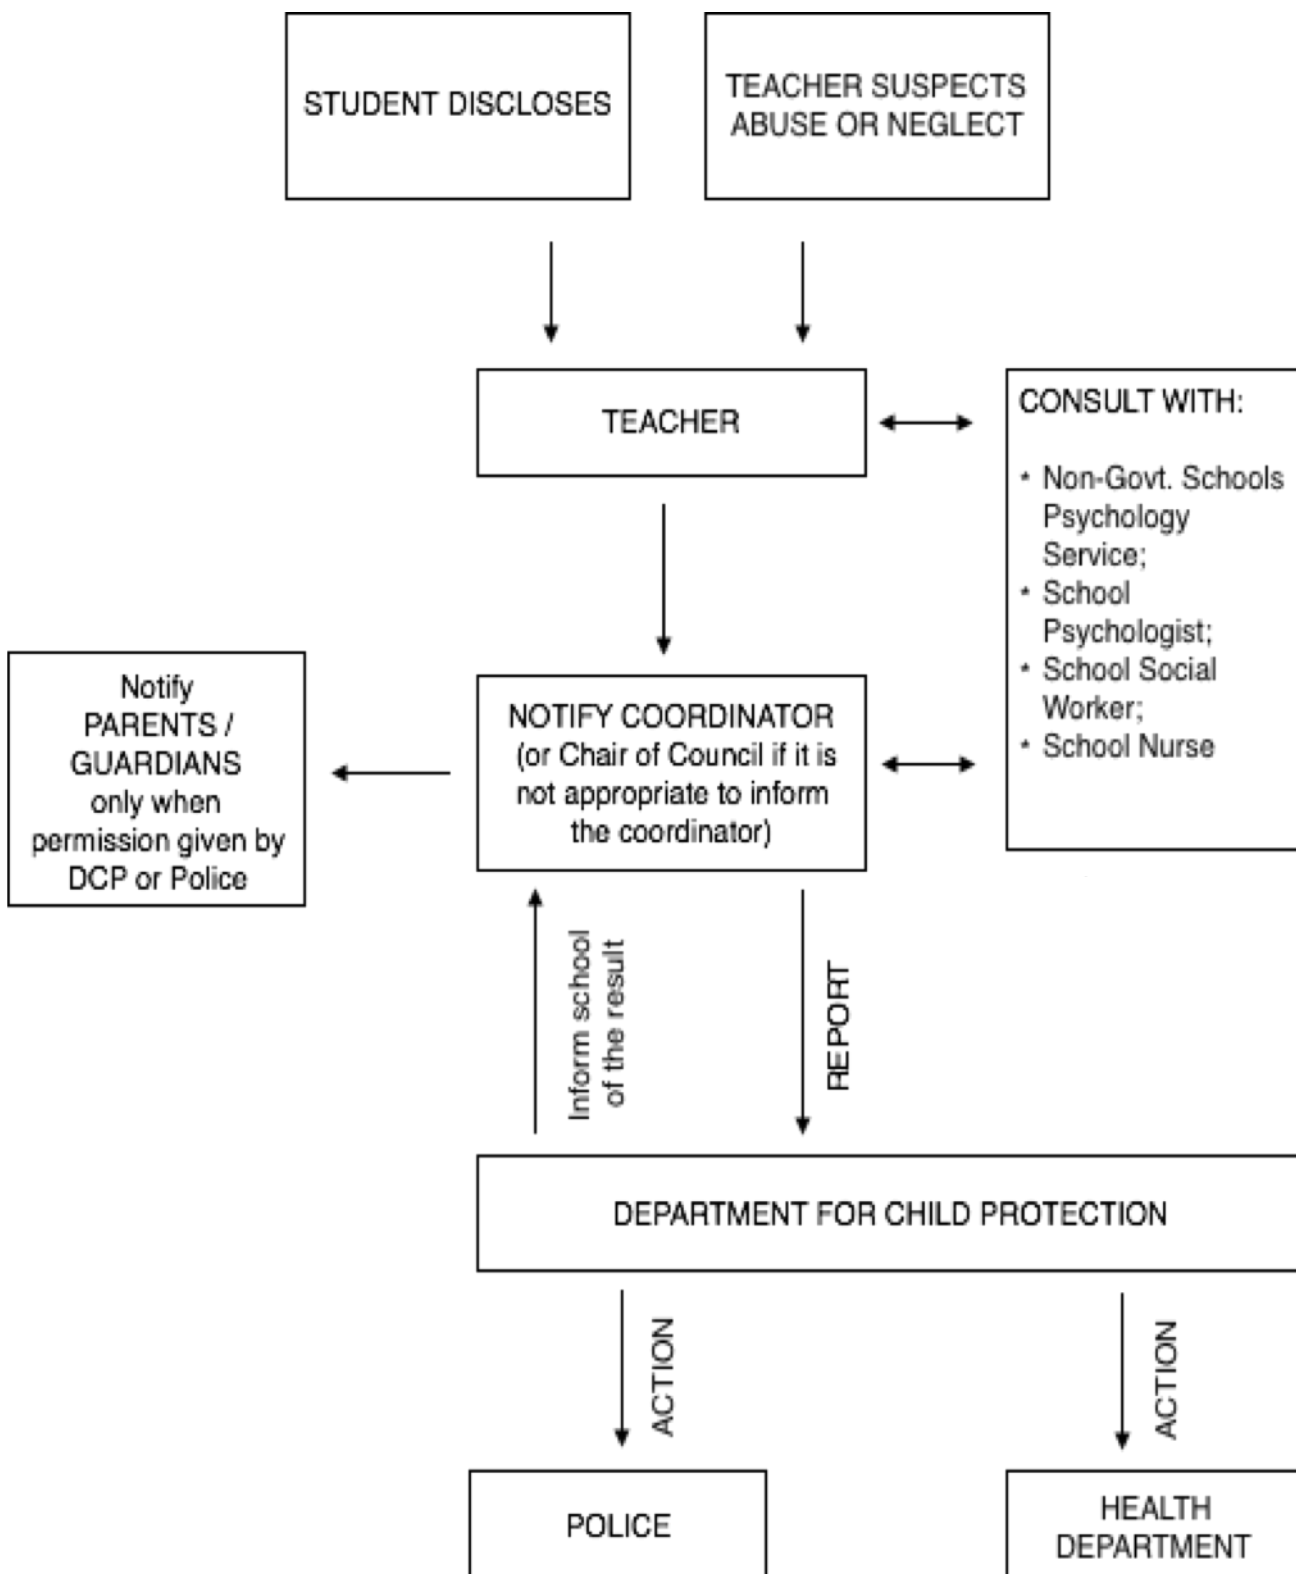 STUDENT DISCLOSES
TEACHER SUSPECTS
ABUSE OR NEGLECT
TEACHER
CONSULT WITH:
* Non-Govt. Schools
Psychology
Service;
* School
Psychologist;
* School Social
Worker;
* School Nurse
Notify
PARENTS /
GUARDIANS
only when
permission given by
DCP or Police
NOTIFY COORDINATOR
(or Chair of Council if it is
not appropriate to inform
the coordinator)
Inform school
of the result
REPORT
DEPARTMENT FOR CHILD PROTECTION
ACTION
ACTION
POLICE
HEALTH
DEPARTMENT